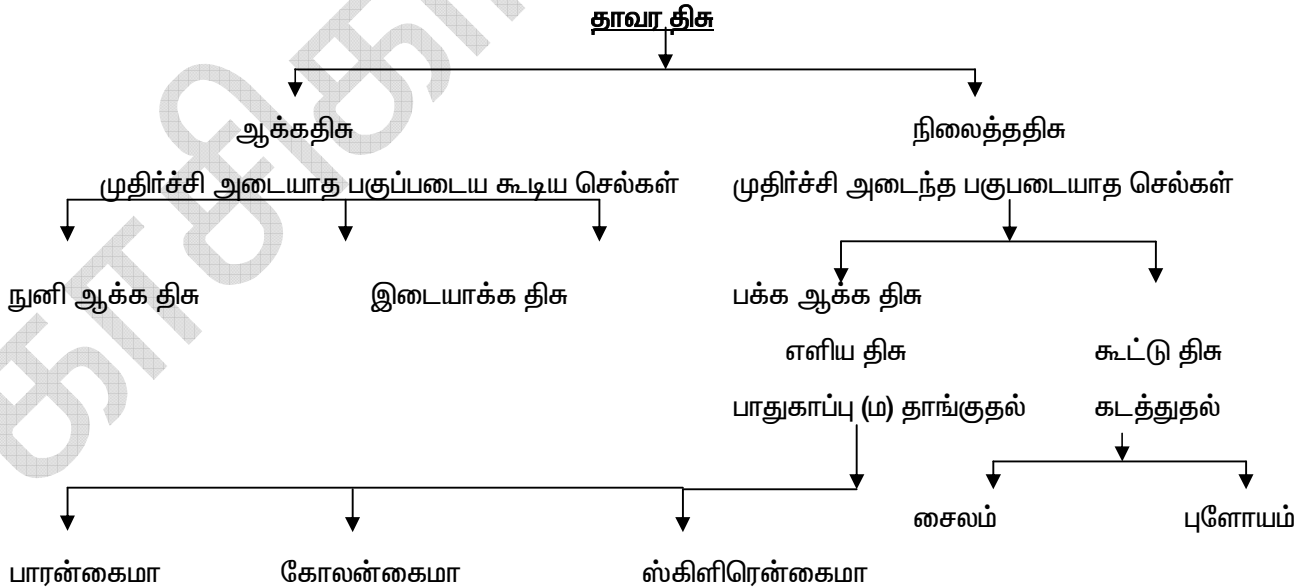 தாவர திசு
ஆக்கதிசு நிலைத்ததிசு
முதிர்ச்சி அடையாத பகுப்படைய கூடிய செல்கள் முதிர்ச்சி அடைந்த பகுபடையாத செல்கள்
நுனி ஆக்க திசு இடையாக்க திசு பக்க ஆக்க திசு
எளிய திசு கூட்டு திசு
பாதுகாப்பு (ம) தாங்குதல் கடத்துதல்
சைலம் புளோயம்
பாரன்கைமா கோலன்கைமா ஸ்கிளிரென்கைமா